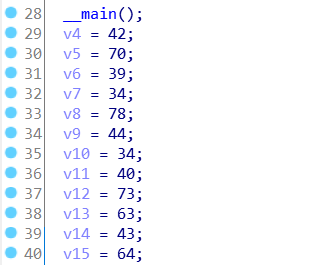 28 __main();
29 v4 = 42;
30 v5 = 70;
31 v6 = 39;
32 v7 = 34;
33 v8 = 78;
34 v9 = 44;
35 v10 = 34;
36 v11 = 40;
37 v12 = 73;
38 v13 = 63;
39 v14 = 43;
40 v15 = 64;